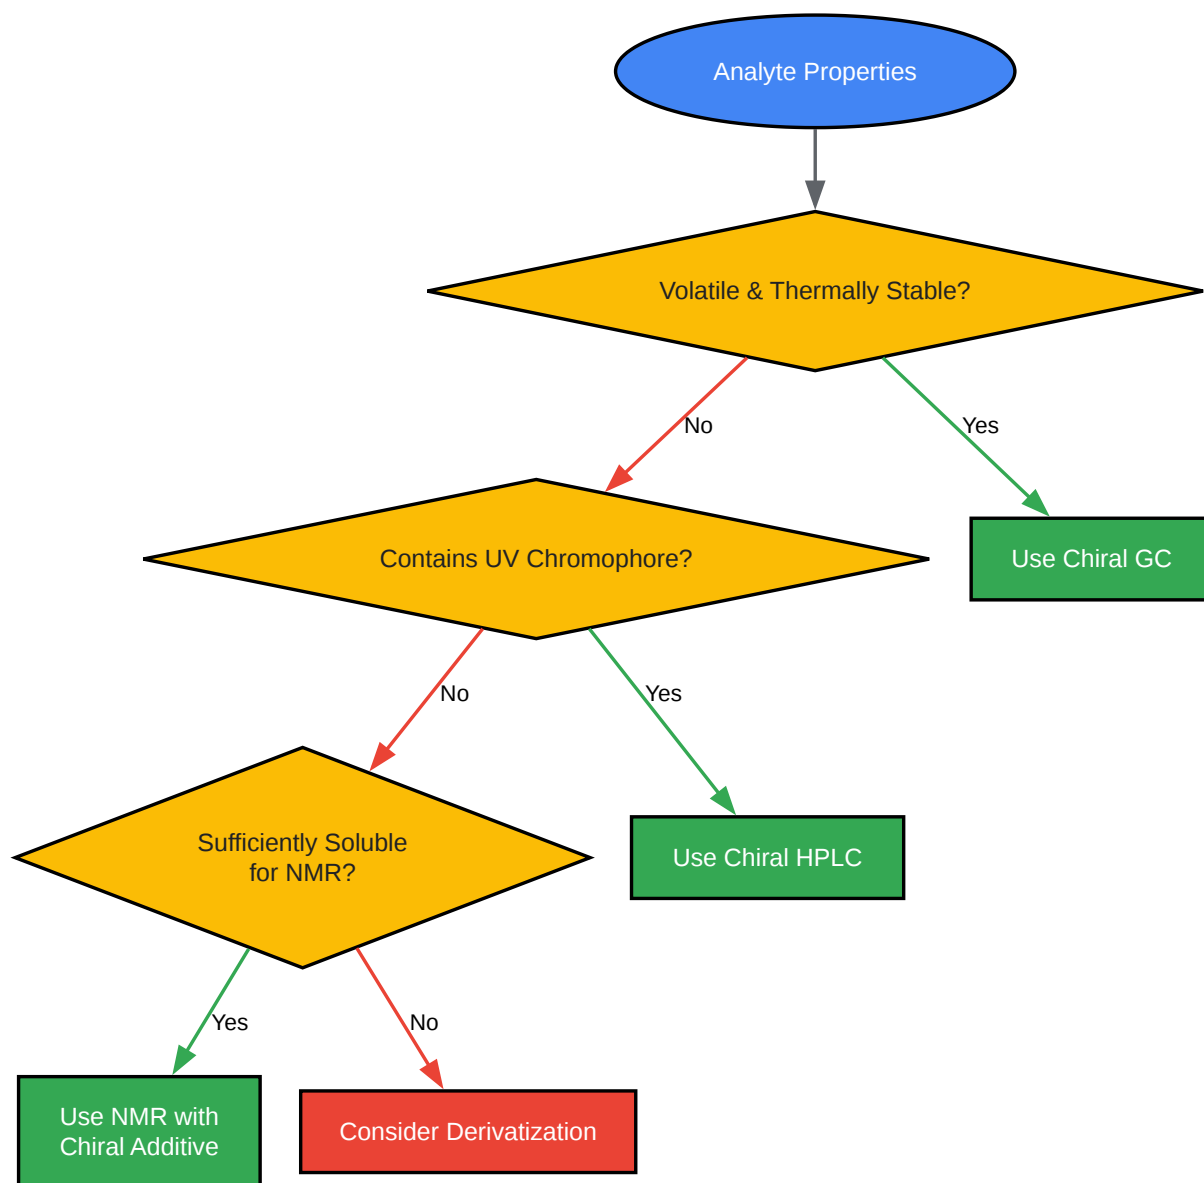 Analyte Properties
Volatile & Thermally Stable?
No
Yes
Contains UV Chromophore?
Use Chiral GC
No
Yes
Sufficiently Soluble
for NMR?
Use Chiral HPLC
Yes
No
Use NMR with
Chiral Additive
Consider Derivatization